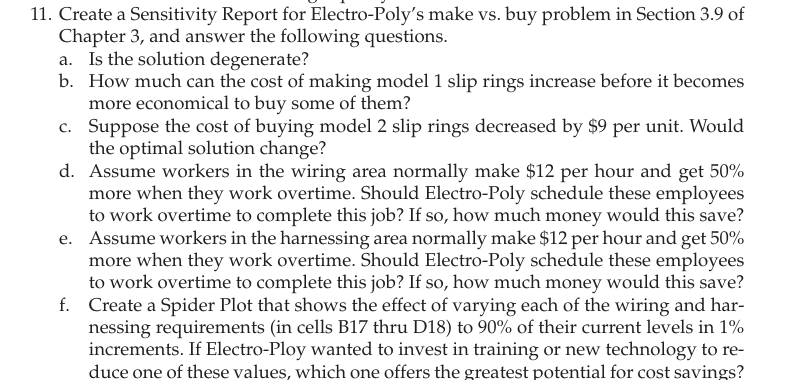 11. Create a Sensitivity Report for Electro-Poly's make vs. buy problem in Section 3.9 of
Chapter 3, and answer the following questions.
a. Is the solution degenerate?
b. How much can the cost of making model 1 slip rings increase before it becomes
more economical to buy some of them?
c. Suppose the cost of buying model 2 slip rings decreased by $9 per unit. Would
the optimal solution change?
d. Assume workers in the wiring area normally make $12 per hour and get 50%
more when they work overtime. Should Electro-Poly schedule these employees
to work overtime to complete this job? If so, how much money would this save?
e. Assume workers in the harnessing area normally make $12 per hour and get 50%
more when they work overtime. Should Electro-Poly schedule these employees
to work overtime to complete this job? If so, how much money would this save?
f. Create a Spider Plot that shows the effect of varying each of the wiring and har-
nessing requirements (in cells B17 thru D18) to 90% of their current levels in 1%
increments. If Electro-Ploy wanted to invest in training or new technology to re-
duce one of these values, which one offers the greatest potential for cost savings?